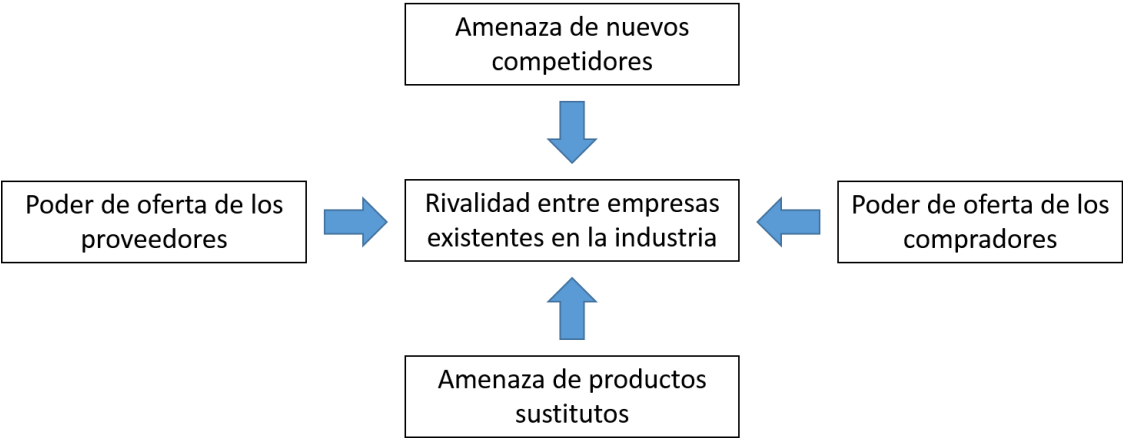 Amenaza de nuevos
competidores
Poder de oferta de los
proveedores
Rivalidad entre empresas
existentes en la industria
Poder de oferta de los
compradores
Amenaza de productos
sustitutos